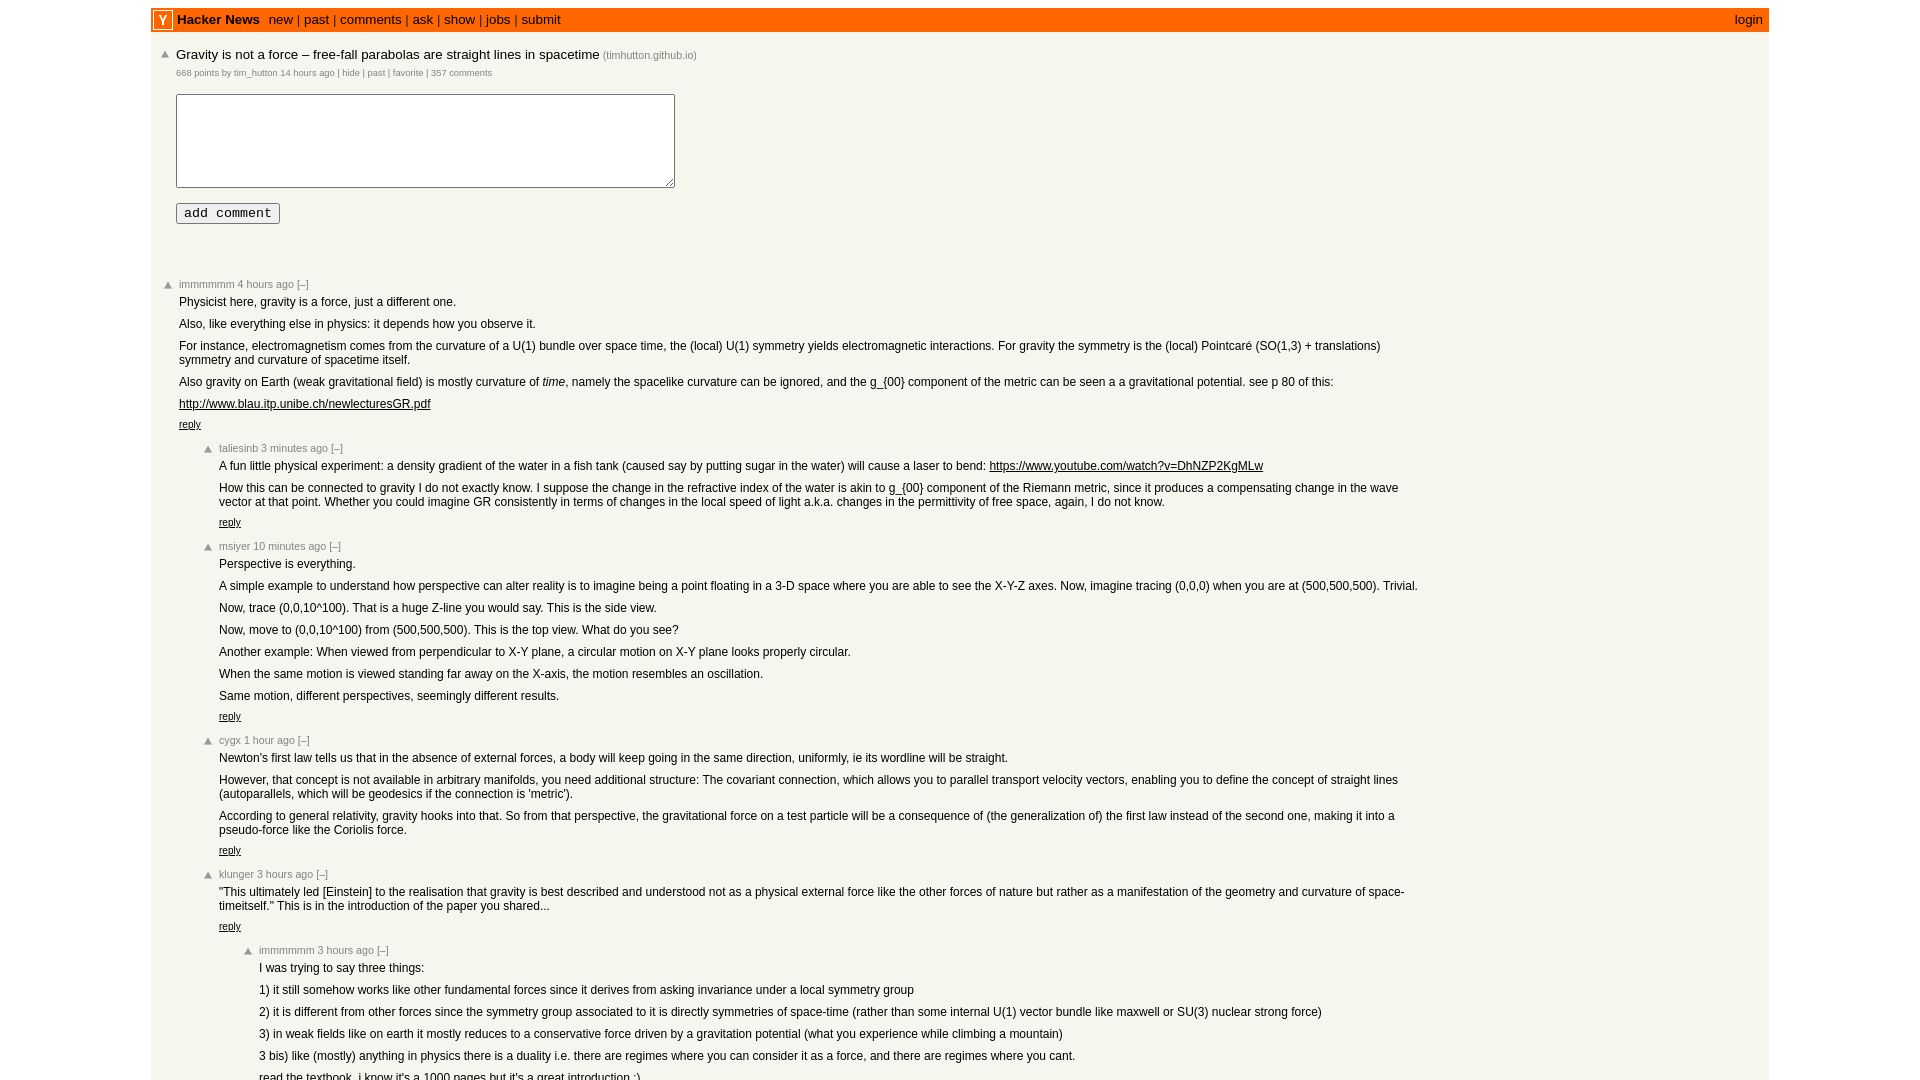 Y Hacker News new | past | comments | ask | show | jobs | submit login
Gravity is not a force – free-fall parabolas are straight lines in spacetime (timhutton.github.io)
668 points by tim_hutton 14 hours ago | hide | past | favorite | 357 comments
add comment
immmmmm 4 hours ago [–]
Physicist here, gravity is a force, just a different one.
Also, like everything else in physics: it depends how you observe it.
For instance, electromagnetism comes from the curvature of a U(1) bundle over space time, the (local) U(1) symmetry yields electromagnetic interactions. For gravity the symmetry is the (local) Pointcaré (SO(1,3) + translations)
symmetry and curvature of spacetime itself.
Also gravity on Earth (weak gravitational field) is mostly curvature of time, namely the spacelike curvature can be ignored, and the g_{00} component of the metric can be seen a a gravitational potential. see p 80 of this:
http://www.blau.itp.unibe.ch/newlecturesGR.pdf
reply
taliesinb 3 minutes ago [–]
A fun little physical experiment: a density gradient of the water in a fish tank (caused say by putting sugar in the water) will cause a laser to bend: https://www.youtube.com/watch?v=DhNZP2KgMLw
How this can be connected to gravity I do not exactly know. I suppose the change in the refractive index of the water is akin to g_{00} component of the Riemann metric, since it produces a compensating change in the wave
vector at that point. Whether you could imagine GR consistently in terms of changes in the local speed of light a.k.a. changes in the permittivity of free space, again, I do not know.
reply
msiyer 10 minutes ago [–]
Perspective is everything.
A simple example to understand how perspective can alter reality is to imagine being a point floating in a 3-D space where you are able to see the X-Y-Z axes. Now, imagine tracing (0,0,0) when you are at (500,500,500). Trivial.
Now, trace (0,0,10^100). That is a huge Z-line you would say. This is the side view.
Now, move to (0,0,10^100) from (500,500,500). This is the top view. What do you see?
Another example: When viewed from perpendicular to X-Y plane, a circular motion on X-Y plane looks properly circular.
When the same motion is viewed standing far away on the X-axis, the motion resembles an oscillation.
Same motion, different perspectives, seemingly different results.
reply
cygx 1 hour ago [–]
Newton's first law tells us that in the absence of external forces, a body will keep going in the same direction, uniformly, ie its wordline will be straight.
However, that concept is not available in arbitrary manifolds, you need additional structure: The covariant connection, which allows you to parallel transport velocity vectors, enabling you to define the concept of straight lines
(autoparallels, which will be geodesics if the connection is 'metric').
According to general relativity, gravity hooks into that. So from that perspective, the gravitational force on a test particle will be a consequence of (the generalization of) the first law instead of the second one, making it into a
pseudo-force like the Coriolis force.
reply
klunger 3 hours ago [–]
"This ultimately led [Einstein] to the realisation that gravity is best described and understood not as a physical external force like the other forces of nature but rather as a manifestation of the geometry and curvature of space-
timeitself." This is in the introduction of the paper you shared...
reply
immmmmm 3 hours ago [–]
I was trying to say three things:
1) it still somehow works like other fundamental forces since it derives from asking invariance under a local symmetry group
2) it is different from other forces since the symmetry group associated to it is directly symmetries of space-time (rather than some internal U(1) vector bundle like maxwell or SU(3) nuclear strong force)
3) in weak fields like on earth it mostly reduces to a conservative force driven by a gravitation potential (what you experience while climbing a mountain)
3 bis) like (mostly) anything in physics there is a duality i.e. there are regimes where you can consider it as a force, and there are regimes where you cant.
read the textbook, i know it's a 1000 pages but it's a great introduction :)